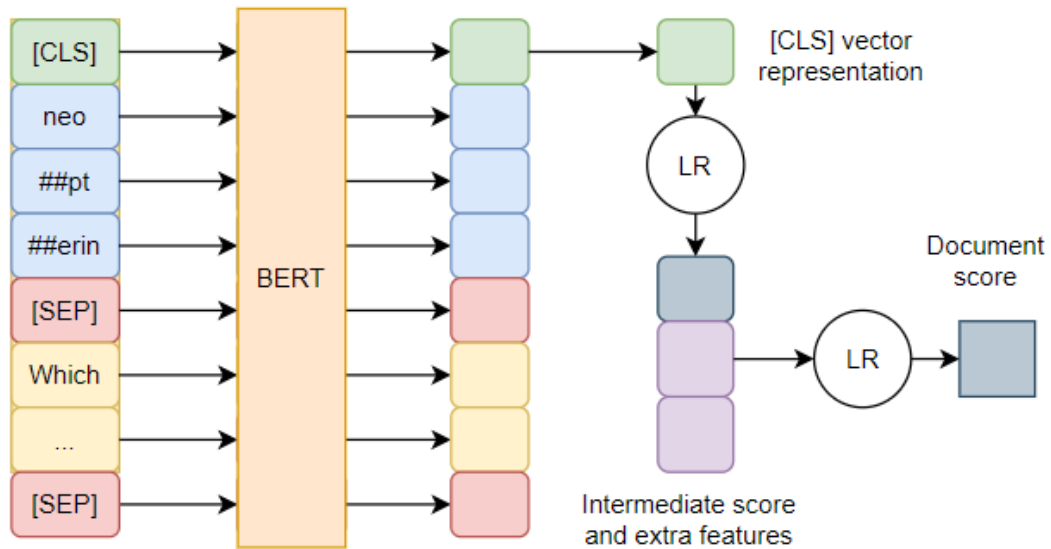 [CLS]
neo
##pt
##erin
[SEP]
Which
...
[SEP]
BERT
[CLS] vector
representation
LR
Intermediate score
and extra features
LR
Document
score